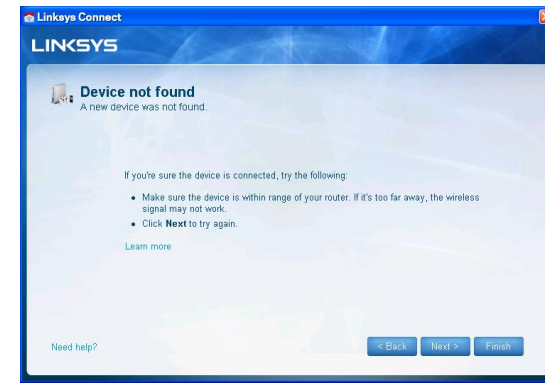 Linksys Connect
LINKSYS
Device not found
A new device was not found.
If you're sure the device is connected, try the following:
• Make sure the device is within range of your router. If it's too far away, the wireless
signal may not work.
• Click Next to try again.
Learn more
Need help?
< Back Next > Finish